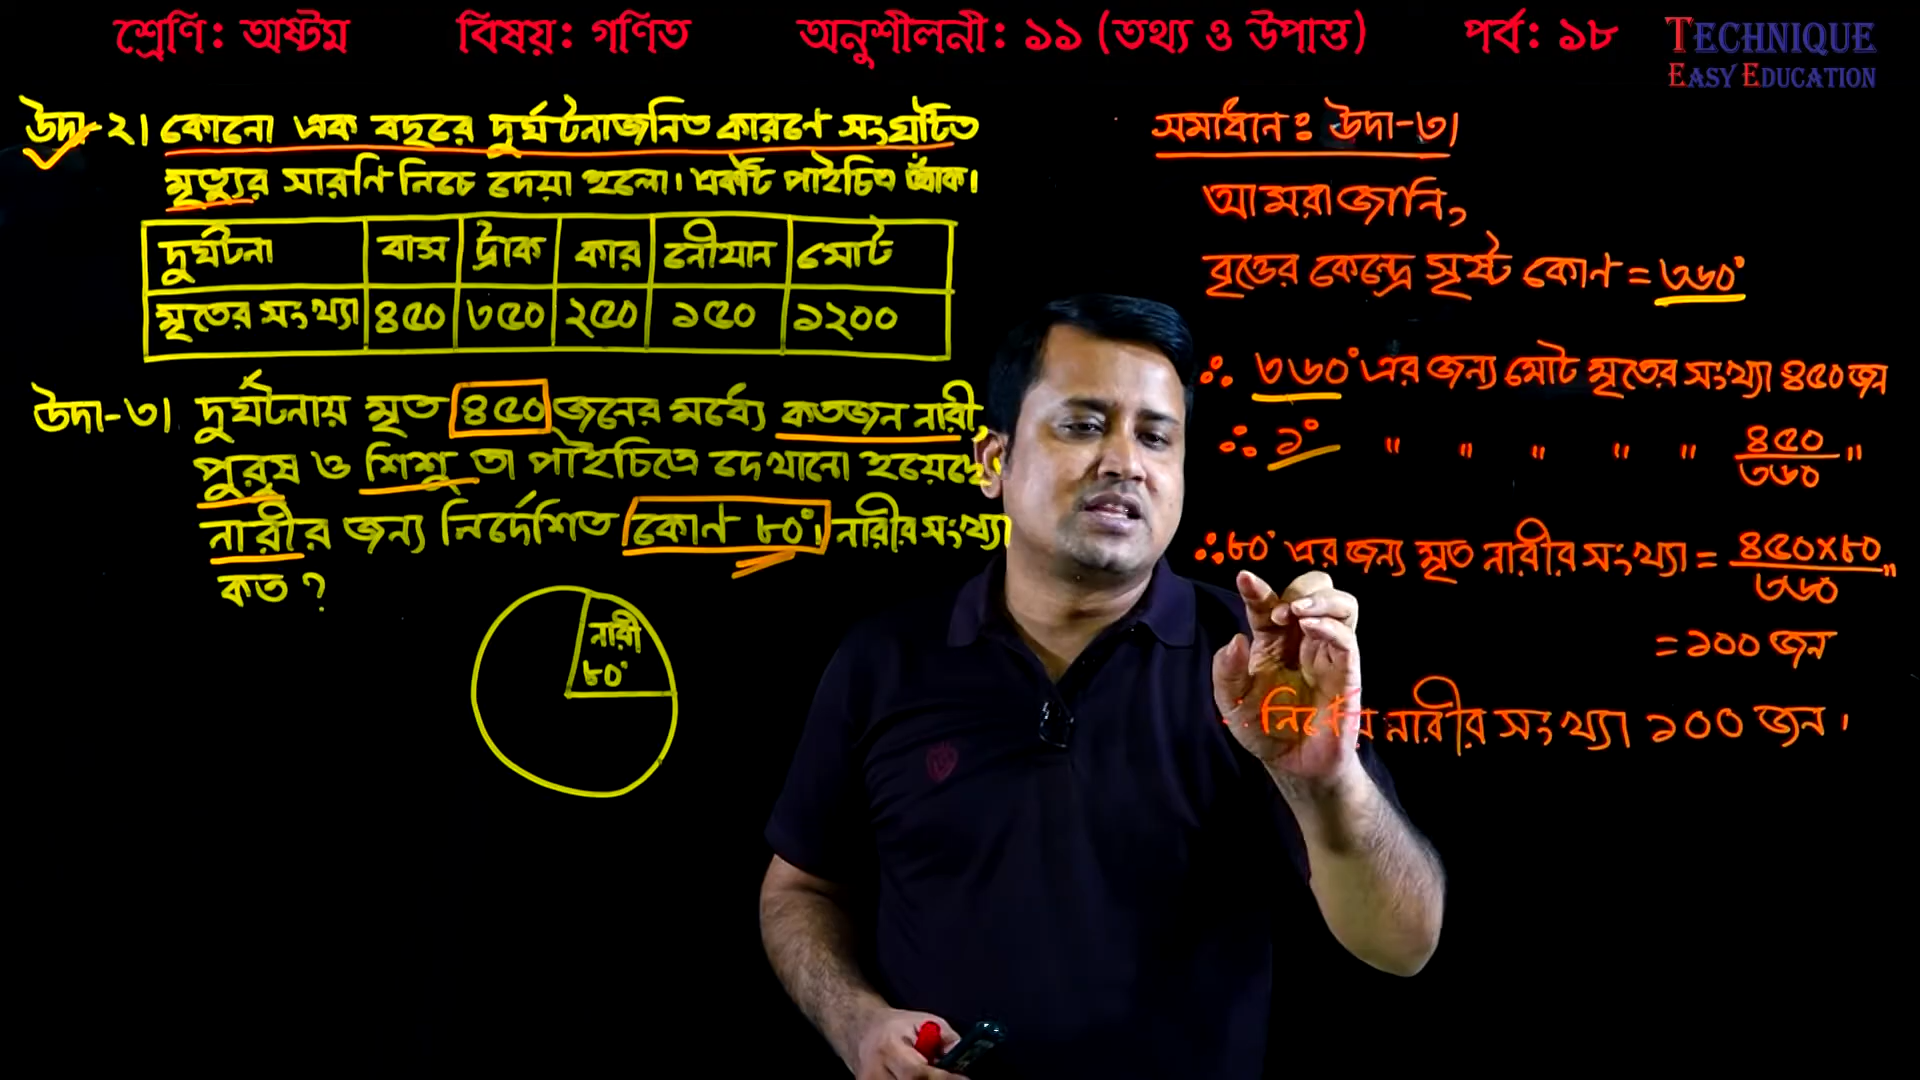 শ্রেণি: অষ্টম বিষয়: গণিত অনুশীলনী: ১১ (তথ্য ও উপাত্ত) পর্ব: ১৮
TECHNIQUE
EASY EDUCATION
উদা-২। কোনো এক বছরে দুর্ঘটনাজনিত কারণে সংঘটিত
মৃত্যুর সারণি নিচে দেয়া হলো। একটি পাইচিত্র আঁক।
দুর্ঘটনা বাস ট্রাক কার নৌযান মোট
মৃতের সংখ্যা ৪৫০ ৩৫০ ২৫০ ১৫০ ১২০০
উদা-৩। দুর্ঘটনায় মৃত ৪৫০ জনের মধ্যে কতজন নারী,
পুরুষ ও শিশু তা পাইচিত্রে দেখানো হয়েছে।
নারীর জন্য নির্দেশিত কোণ ৮০°। নারীর সংখ্যা
কত ?
নারী
৮০°
সমাধান : উদা-৩।
আমরা জানি,
বৃত্তের কেন্দ্রে সৃষ্ট কোণ = ৩৬০°
∴ ৩৬০° এর জন্য মোট মৃতের সংখ্যা ৪৫০ জন
∴ ১° " " " " " ৪৫০/৩৬০ "
∴ ৮০° এর জন্য মৃত নারীর সংখ্যা = ৪৫০×৮০/৩৬০ "
= ১০০ জন
∴ নির্ণেয় নারীর সংখ্যা ১০০ জন।